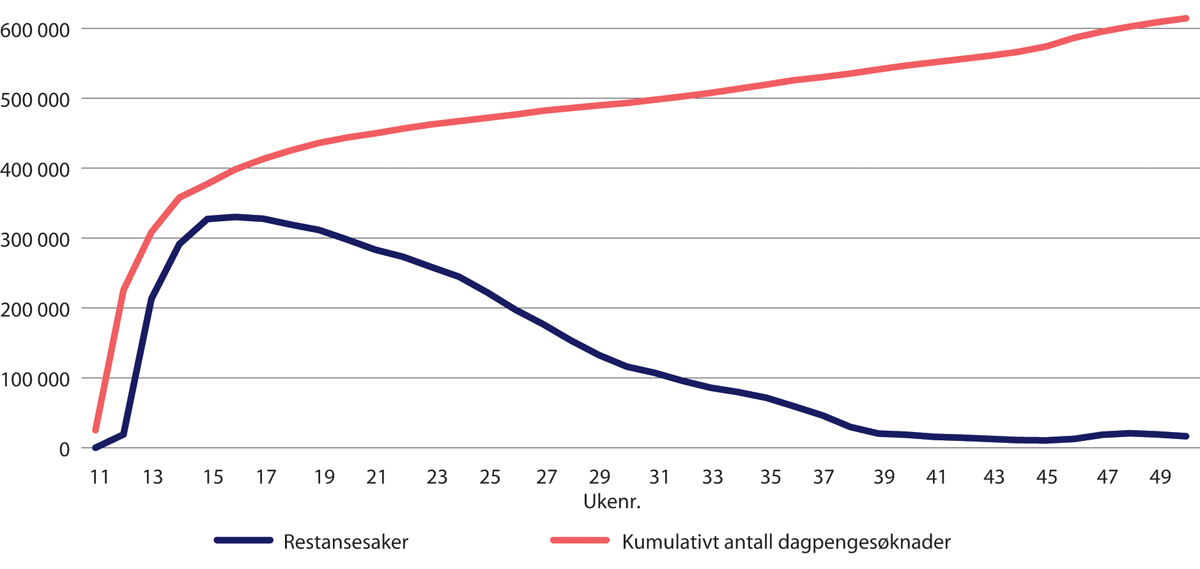 600 000
500 000
400 000
300 000
200 000
100 000
0
11 13 15 17 19 21 23 25 27 29 31 33 35 37 39 41 43 45 47 49
Ukenr.
Restansesaker Kumulativt antall dagpengesøknader